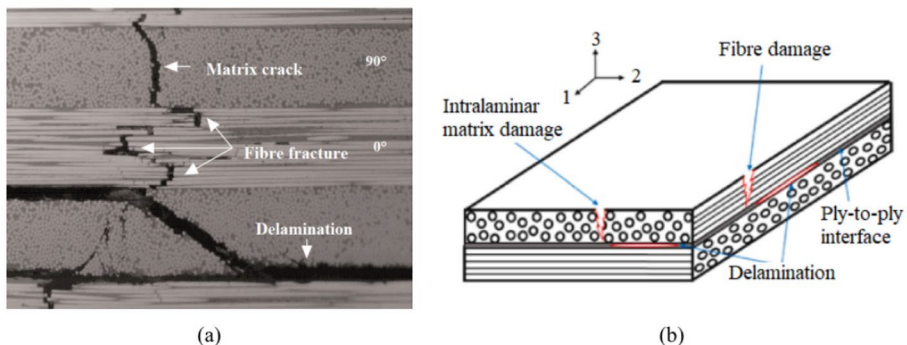 90°
Matrix crack
Fibre fracture
0°
Delamination
(a)
3
2
1
Fibre damage
Intralaminar
matrix damage
Ply-to-ply
interface
Delamination
(b)